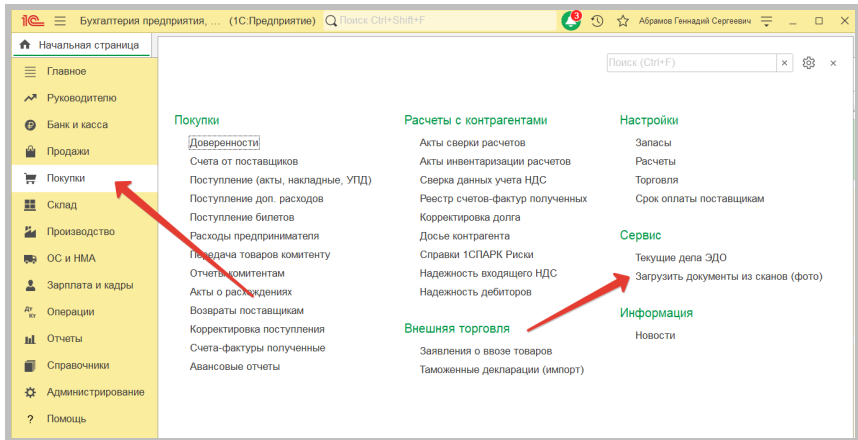 1С Бухгалтерия предприятия, ... (1С:Предприятие) Поиск Ctrl+Shift+F 3 Абрамов Геннадий Сергеевич
Начальная страница
Главное
Руководителю
Банк и касса
Продажи
Покупки
Склад
Производство
ОС и НМА
Зарплата и кадры
Дт Кт Операции
Отчеты
Справочники
Администрирование
? Помощь
Поиск (Ctrl+F)
Покупки
Доверенности
Счета от поставщиков
Поступление (акты, накладные, УПД)
Поступление доп. расходов
Поступление билетов
Расходы предпринимателя
Передача товаров комитенту
Отчеты комитентам
Акты о расхождениях
Возвраты поставщикам
Корректировка поступления
Счета-фактуры полученные
Авансовые отчеты
Расчеты с контрагентами
Акты сверки расчетов
Акты инвентаризации расчетов
Сверка данных учета НДС
Реестр счетов-фактур полученных
Корректировка долга
Досье контрагента
Справки 1СПАРК Риски
Надежность входящего НДС
Надежность дебиторов
Внешняя торговля
Заявления о ввозе товаров
Таможенные декларации (импорт)
Настройки
Запасы
Расчеты
Торговля
Срок оплаты поставщикам
Сервис
Текущие дела ЭДО
Загрузить документы из сканов (фото)
Информация
Новости